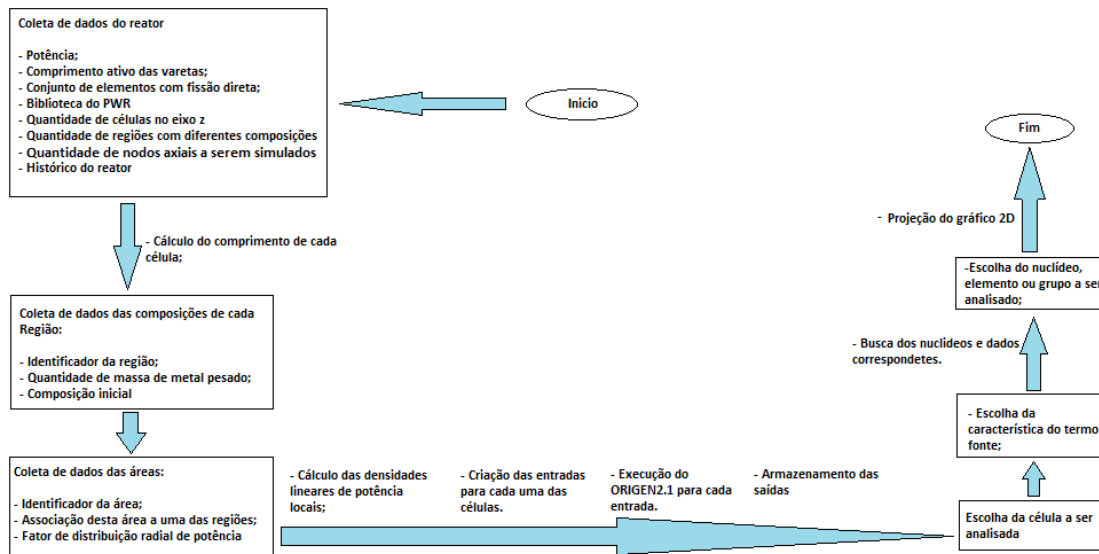 Coleta de dados do reator
- Potência;
- Comprimento ativo das varetas;
- Conjunto de elementos com fissão direta;
- Biblioteca do PWR
- Quantidade de células no eixo z
- Quantidade de regiões com diferentes composições
- Quantidade de nodos axiais a serem simulados
- Histórico do reator
Inicio
- Cálculo do comprimento de cada
célula;
Coleta de dados das composições de cada
Região:
- Identificador da região;
- Quantidade de massa de metal pesado;
- Composição inicial
Coleta de dados das áreas:
- Identificador da área;
- Associação desta área a uma das regiões;
- Fator de distribuição radial de potência
- Cálculo das densidades
lineares de potência
locais;
- Criação das entradas
para cada uma das
células.
- Execução do
ORIGEN2.1 para cada
entrada.
- Armazenamento das
saídas
Escolha da célula a ser
analisada
- Escolha da
característica do termo
fonte;
- Busca dos nuclideos e dados
correspondetes.
-Escolha do nuclídeo,
elemento ou grupo a ser
analisado;
- Projeção do gráfico 2D
Fim